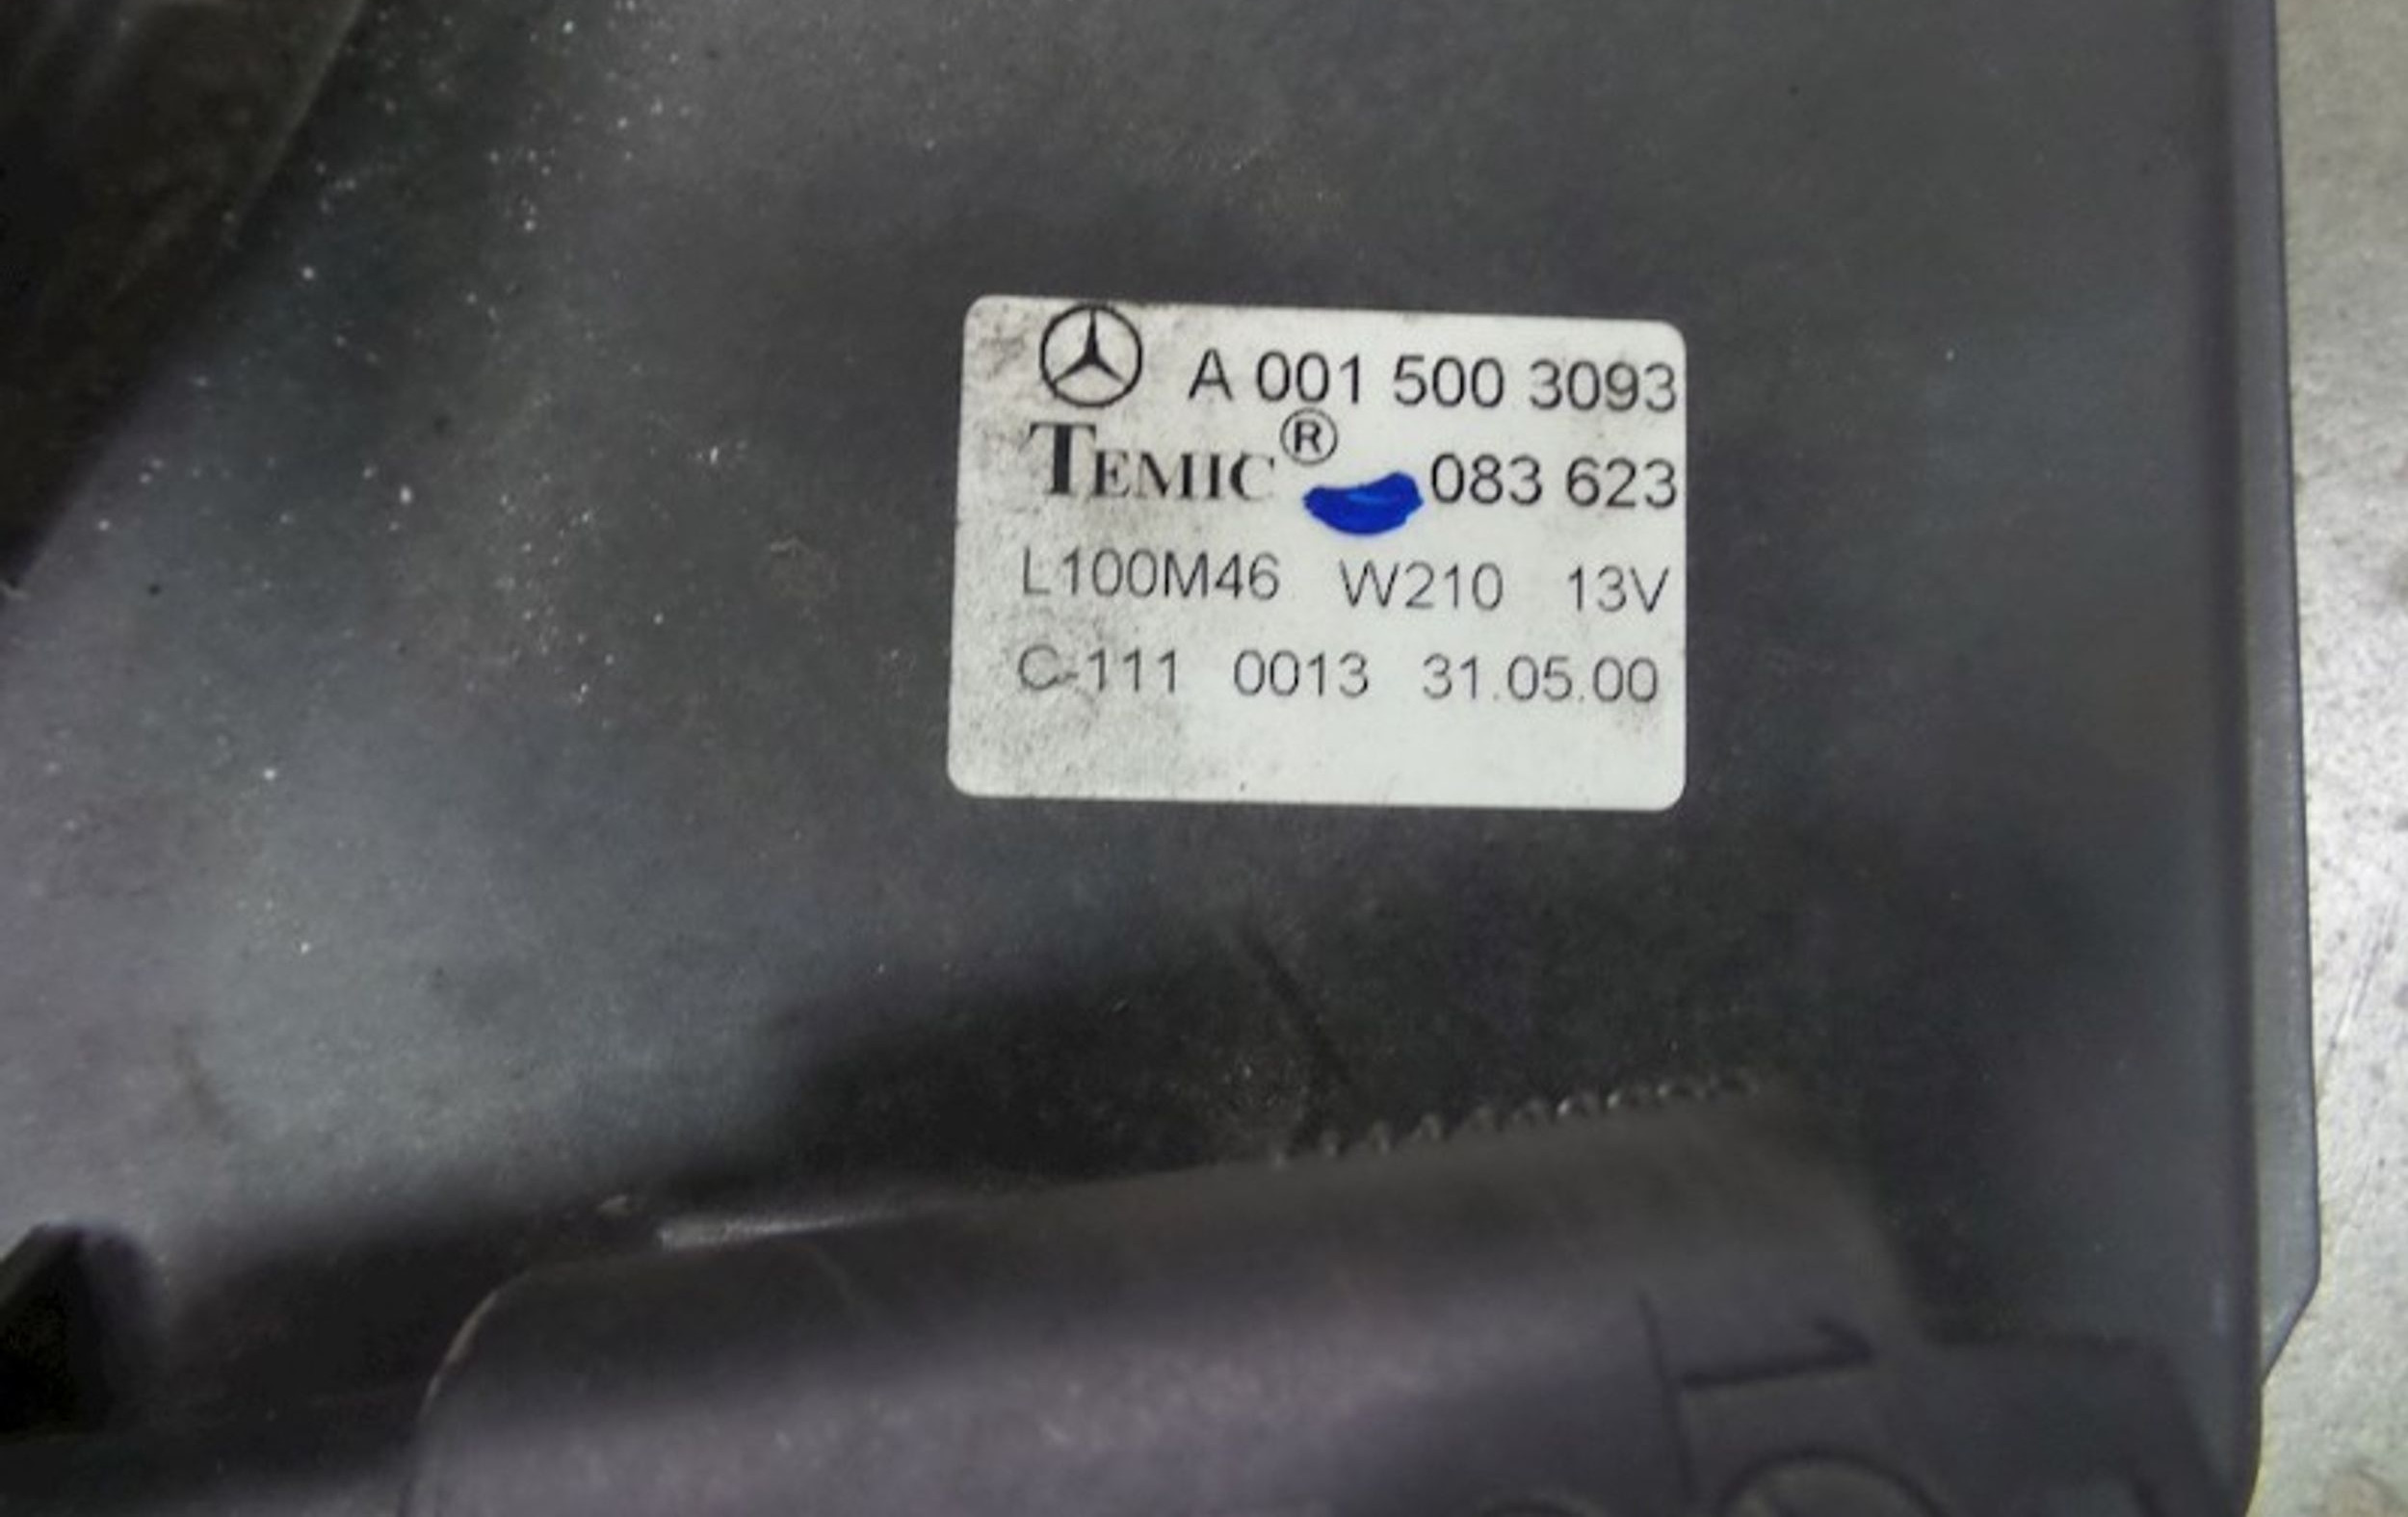 A 001 500 3093
TEMIC® 083 623
L100M46 W210 13V
C-111 0013 31.05.00